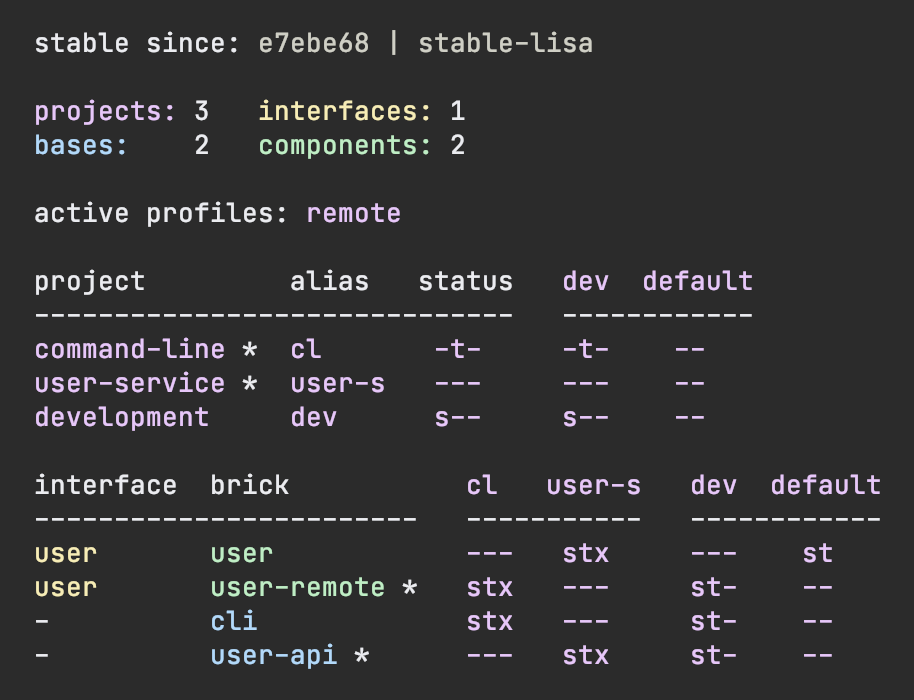 stable since: e7ebe68 | stable-lisa
projects: 3   interfaces: 1
bases:    2   components: 2
active profiles: remote
project         alias   status   dev  default
------------------------------   ------------
command-line *  cl       -t-     -t-    --
user-service *  user-s   ---     ---    --
development     dev      s--     s--    --
interface  brick           cl   user-s   dev  default
------------------------   -----------   ------------
user       user            ---   stx     ---    st
user       user-remote *   stx   ---     st-    --
-          cli             stx   ---     st-    --
-          user-api *      ---   stx     st-    --